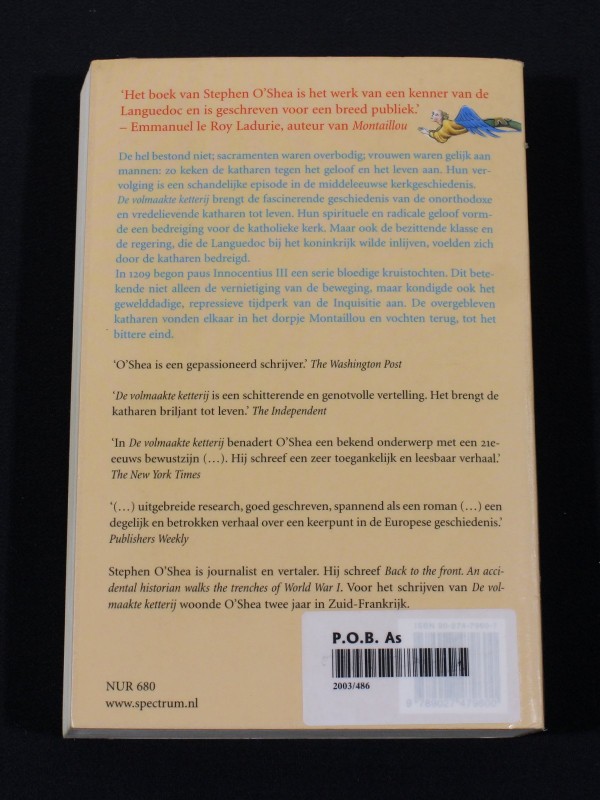 ‘Het boek van Stephen O’Shea is het werk van een kenner van de
Languedoc en is geschreven voor een breed publiek.’
– Emmanuel le Roy Ladurie, auteur van Montaillou
De hel bestond niet; sacramenten waren overbodig; vrouwen waren gelijk aan
mannen: zo keken de katharen tegen het geloof en het leven aan. Hun ver-
volging is een schandelijke episode in de middeleeuwse kerkgeschiedenis.
De volmaakte ketterij brengt de fascinerende geschiedenis van de onorthodoxe
en vredelievende katharen tot leven. Hun spirituele en radicale geloof vorm-
de een bedreiging voor de katholieke kerk. Maar ook de bezittende klasse en
de regering, die de Languedoc bij het koninkrijk wilde inlijven, voelden zich
door de katharen bedreigd.
In 1209 begon paus Innocentius III een serie bloedige kruistochten. Dit bete-
kende niet alleen de vernietiging van de beweging, maar kondigde ook het
gewelddadige, repressieve tijdperk van de Inquisitie aan. De overgebleven
katharen vonden elkaar in het dorpje Montaillou en vochten terug, tot het
bittere eind.
‘O’Shea is een gepassioneerd schrijver.’ The Washington Post
‘De volmaakte ketterij is een schitterende en genotvolle vertelling. Het brengt de
katharen briljant tot leven.’ The Independent
‘In De volmaakte ketterij benadert O’Shea een bekend onderwerp met een 21e-
eeuws bewustzijn (…). Hij schreef een zeer toegankelijk en leesbaar verhaal.’
The New York Times
‘(…) uitgebreide research, goed geschreven, spannend als een roman (…) een
degelijk en betrokken verhaal over een keerpunt in de Europese geschiedenis.’
Publishers Weekly
Stephen O’Shea is journalist en vertaler. Hij schreef Back to the front. An acci-
dental historian walks the trenches of World War I. Voor het schrijven van De vol-
maakte ketterij woonde O’Shea twee jaar in Zuid-Frankrijk.
P.O.B. As
2003/486
NUR 680
www.spectrum.nl